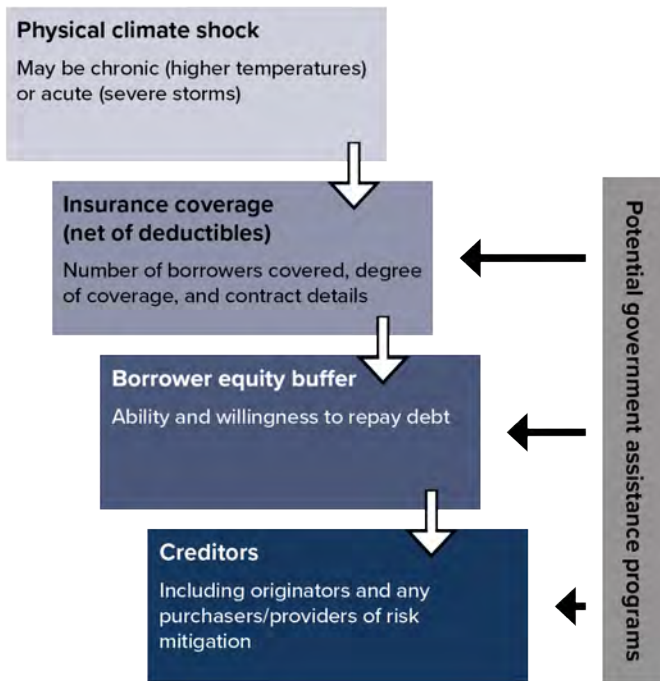 Physical climate shock
May be chronic (higher temperatures)
or acute (severe storms)
Insurance coverage
(net of deductibles)
Number of borrowers covered, degree
of coverage, and contract details
Borrower equity buffer
Ability and willingness to repay debt
Creditors
Including originators and any
purchasers/providers of risk
mitigation
Potential government assistance programs